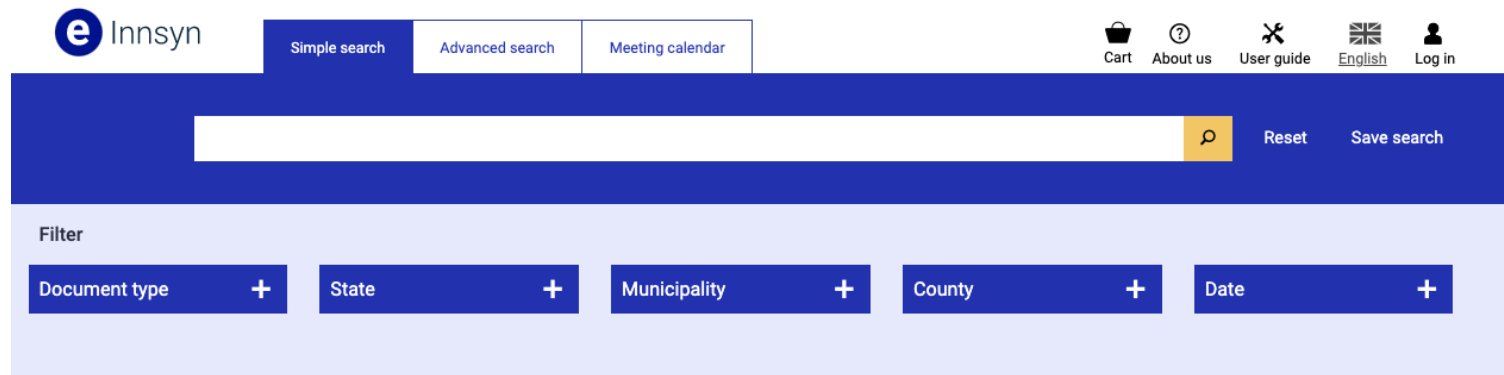 e Innsyn
Simple search
Advanced search
Meeting calendar
Cart
About us
User guide
English
Log in
Reset
Save search
Filter
Document type
State
Municipality
County
Date